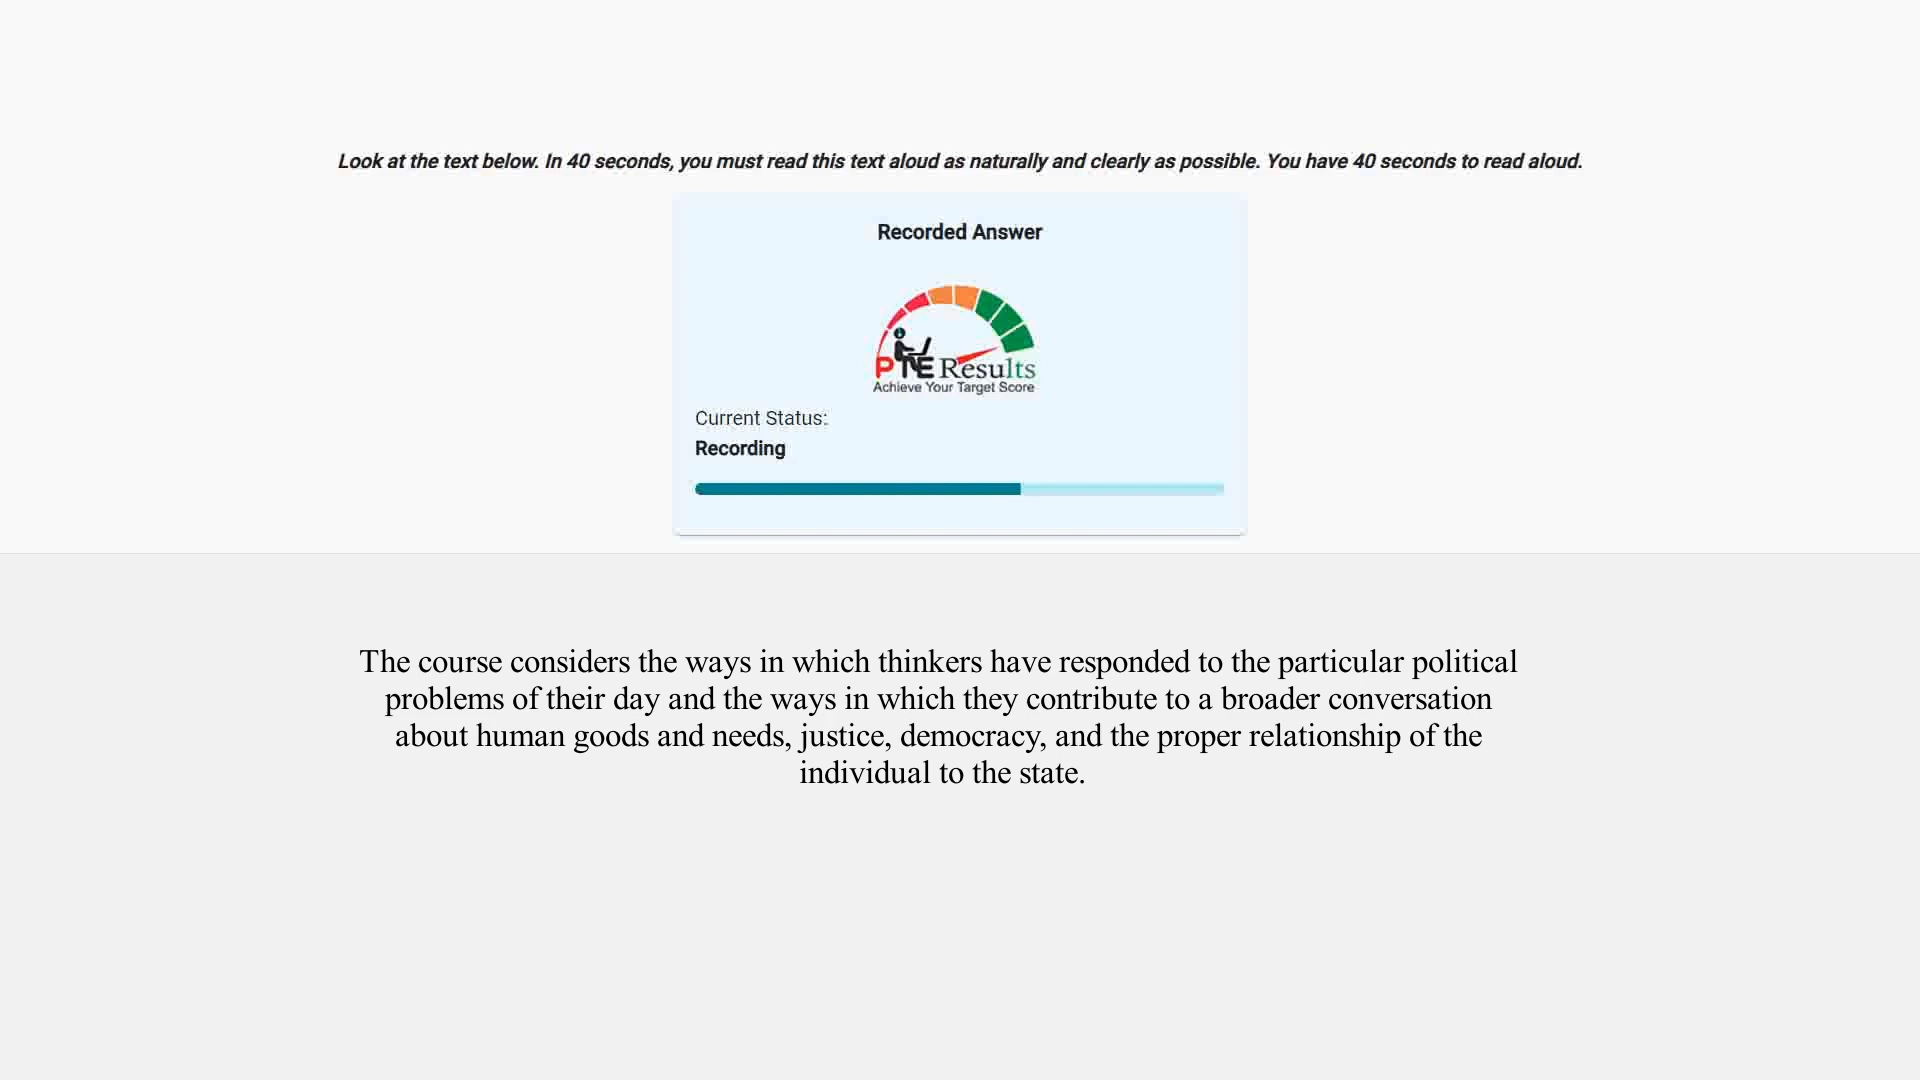 Look at the text below. In 40 seconds, you must read this text aloud as naturally and clearly as possible. You have 40 seconds to read aloud.
Recorded Answer
PTE Results
Achieve Your Target Score
Current Status:
Recording
The course considers the ways in which thinkers have responded to the particular political
problems of their day and the ways in which they contribute to a broader conversation
about human goods and needs, justice, democracy, and the proper relationship of the
individual to the state.